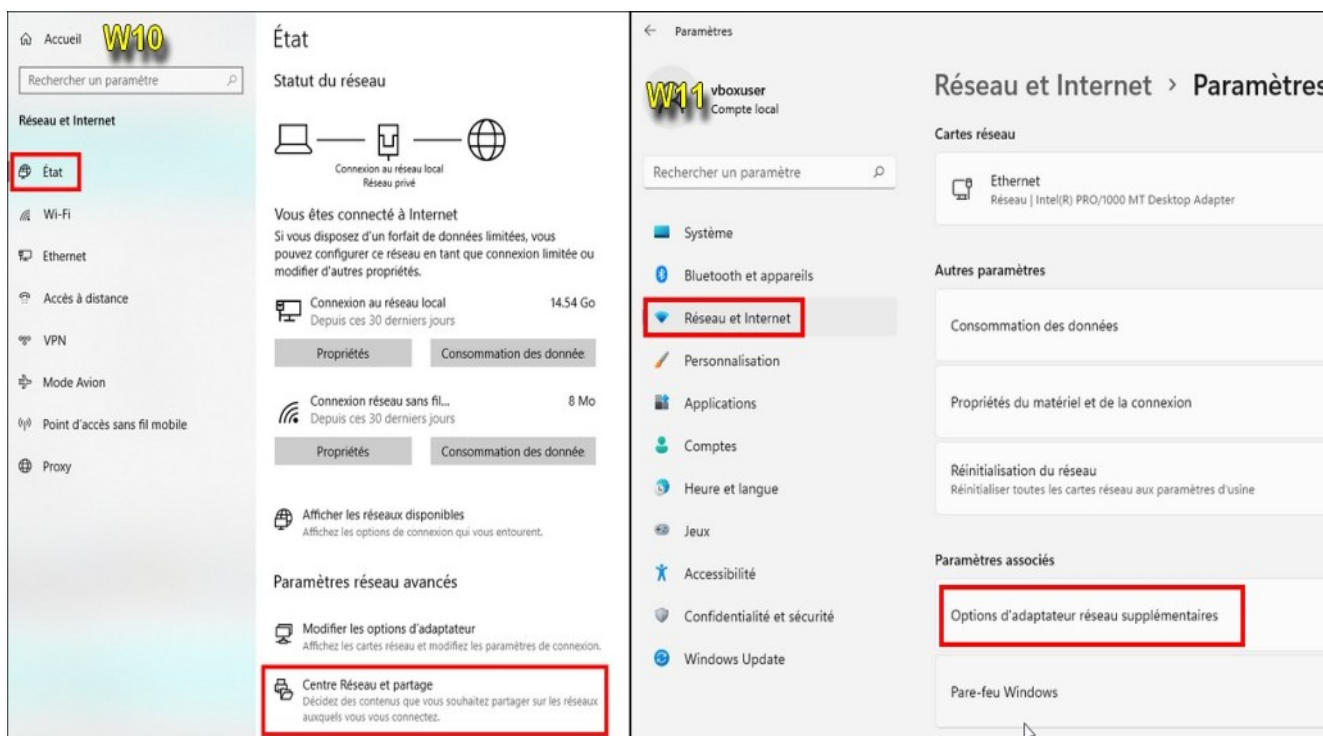 Accueil
W10
Rechercher un paramètre
Réseau et Internet
État
Wi-Fi
Ethernet
Accès à distance
VPN
Mode Avion
Point d'accès sans fil mobile
Proxy
État
Statut du réseau
Connexion au réseau local
Réseau privé
Vous êtes connecté à Internet
Si vous disposez d'un forfait de données limitées, vous
pouvez configurer ce réseau en tant que connexion limitée ou
modifier d'autres propriétés.
Connexion au réseau local 14.54 Go
Depuis ces 30 derniers jours
Propriétés Consommation des donnée
Connexion réseau sans fil... 8 Mo
Depuis ces 30 derniers jours
Propriétés Consommation des donnée
Afficher les réseaux disponibles
Affichez les options de connexion qui vous entourent.
Paramètres réseau avancés
Modifier les options d'adaptateur
Affichez les cartes réseau et modifiez les paramètres de connexion.
Centre Réseau et partage
Décidez des contenus que vous souhaitez partager sur les réseaux
auxquels vous vous connectez.
Paramètres
W11
vboxuser
Compte local
Rechercher un paramètre
Système
Bluetooth et appareils
Réseau et Internet
Personnalisation
Applications
Comptes
Heure et langue
Jeux
Accessibilité
Confidentialité et sécurité
Windows Update
Réseau et Internet > Paramètres
Cartes réseau
Ethernet
Réseau | Intel(R) PRO/1000 MT Desktop Adapter
Autres paramètres
Consommation des données
Propriétés du matériel et de la connexion
Réinitialisation du réseau
Réinitialiser toutes les cartes réseau aux paramètres d'usine
Paramètres associés
Options d'adaptateur réseau supplémentaires
Pare-feu Windows